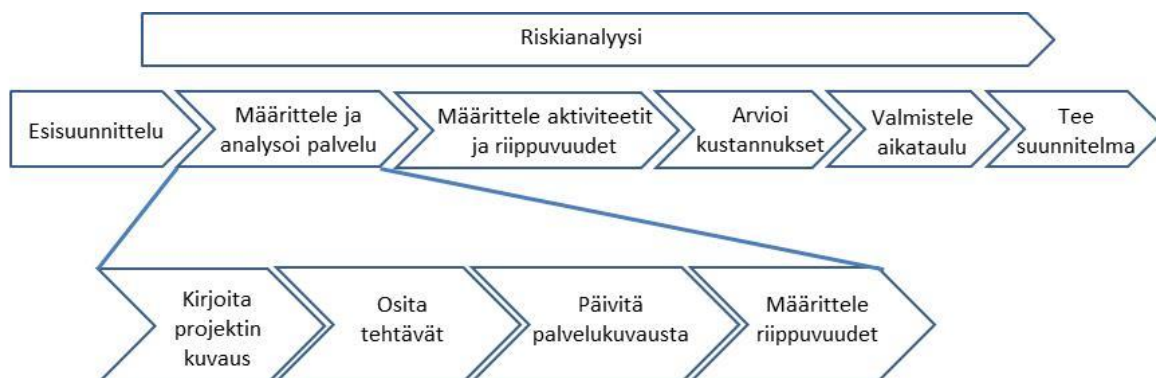 Riskianalyysi
Esisuunnittelu
Määrittele ja
analysoi palvelu
Määrittele aktiviteetit
ja riippuvuudet
Arvioi
kustannukset
Valmistele
aikataulu
Tee
suunnitelma
Kirjoita
projektin
kuvaus
Osita
tehtävät
Päivitä
palvelukuvausta
Määrittele
riippuvuudet